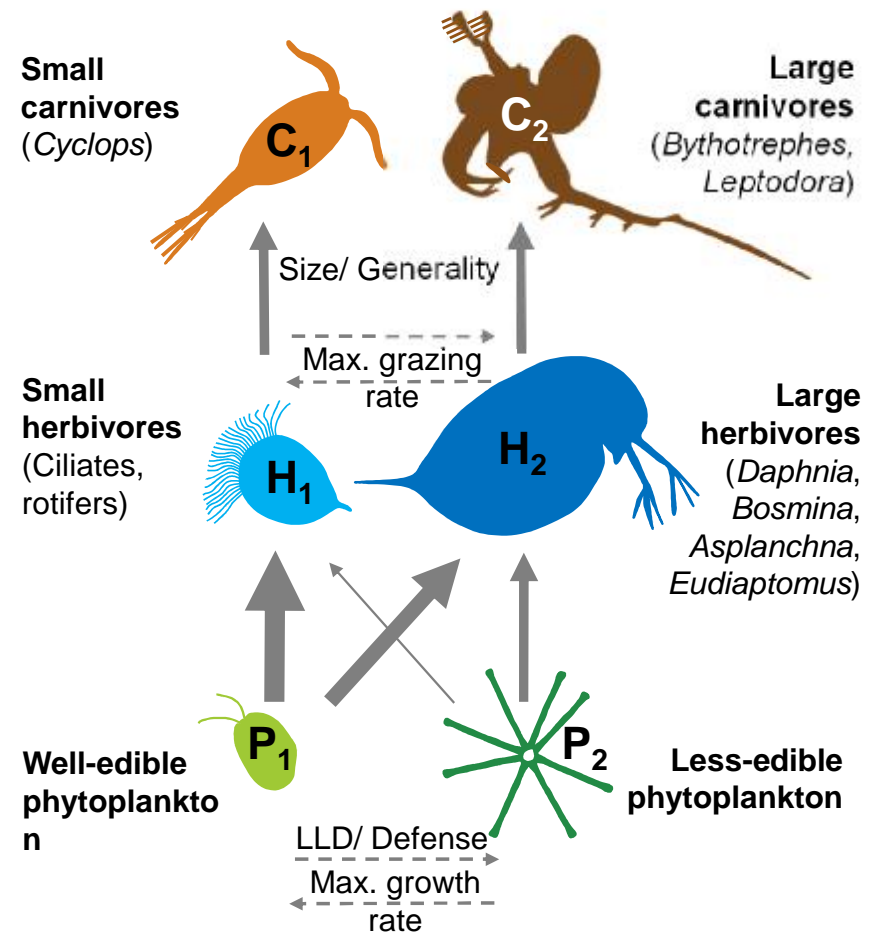 Small
carnivores
(Cyclops)
C1
C2
Large
carnivores
(Bythotrephes,
Leptodora)
Size/ Generality
Max. grazing
rate
Small
herbivores
(Ciliates,
rotifers)
H1
H2
Large
herbivores
(Daphnia,
Bosmina,
Asplanchna,
Eudiaptomus)
Well-edible
phytoplankto
n
P1
P2
Less-edible
phytoplankton
LLD/ Defense
Max. growth
rate